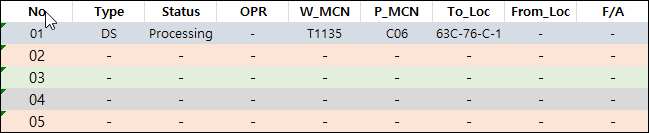 No Type Status OPR W_MCN P_MCN To_Loc From_Loc F/A
01 DS Processing - T1135 C06 63C-76-C-1 - -
02 - - - - - - - -
03 - - - - - - - -
04 - - - - - - - -
05 - - - - - - - -